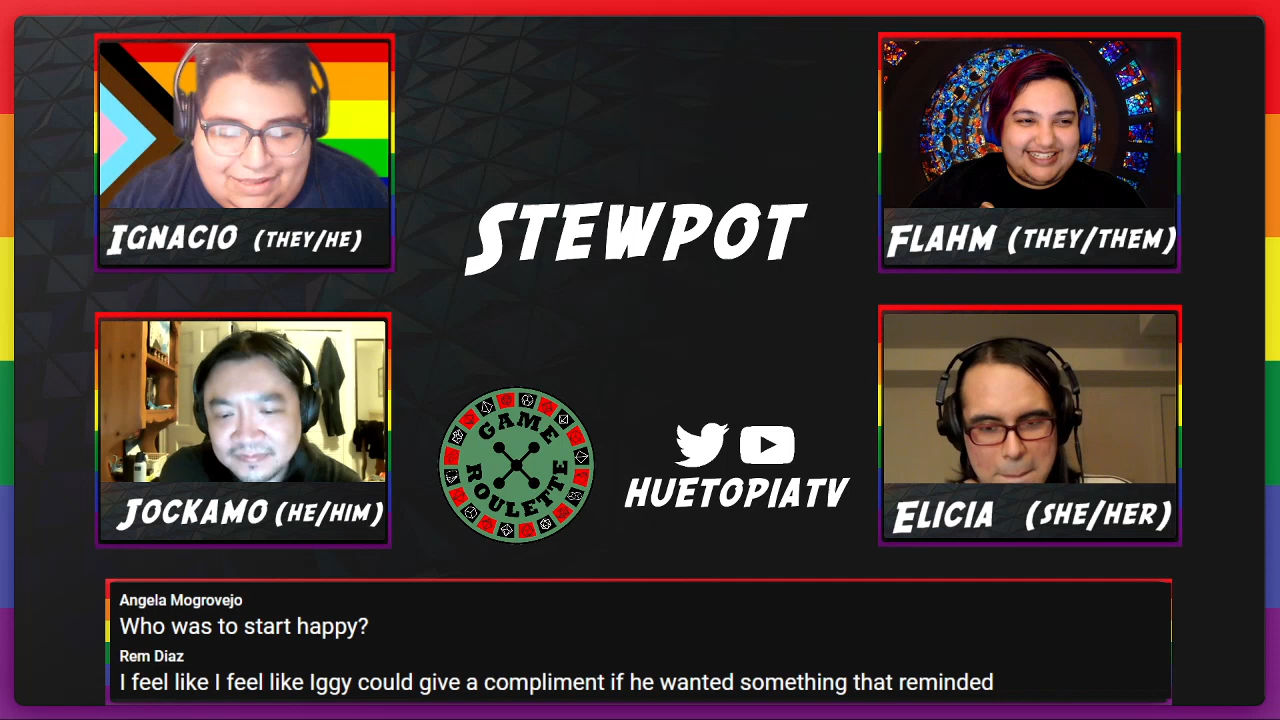 IGNACIO (THEY/HE)
FLAHM (THEY/THEM)
STEWPOT
JOCKAMO (HE/HIM)
GAME
ROULETTE
HUETOPIATV
ELICIA (SHE/HER)
Angela Mogrovejo
Who was to start happy?
Rem Diaz
I feel like I feel like Iggy could give a compliment if he wanted something that reminded